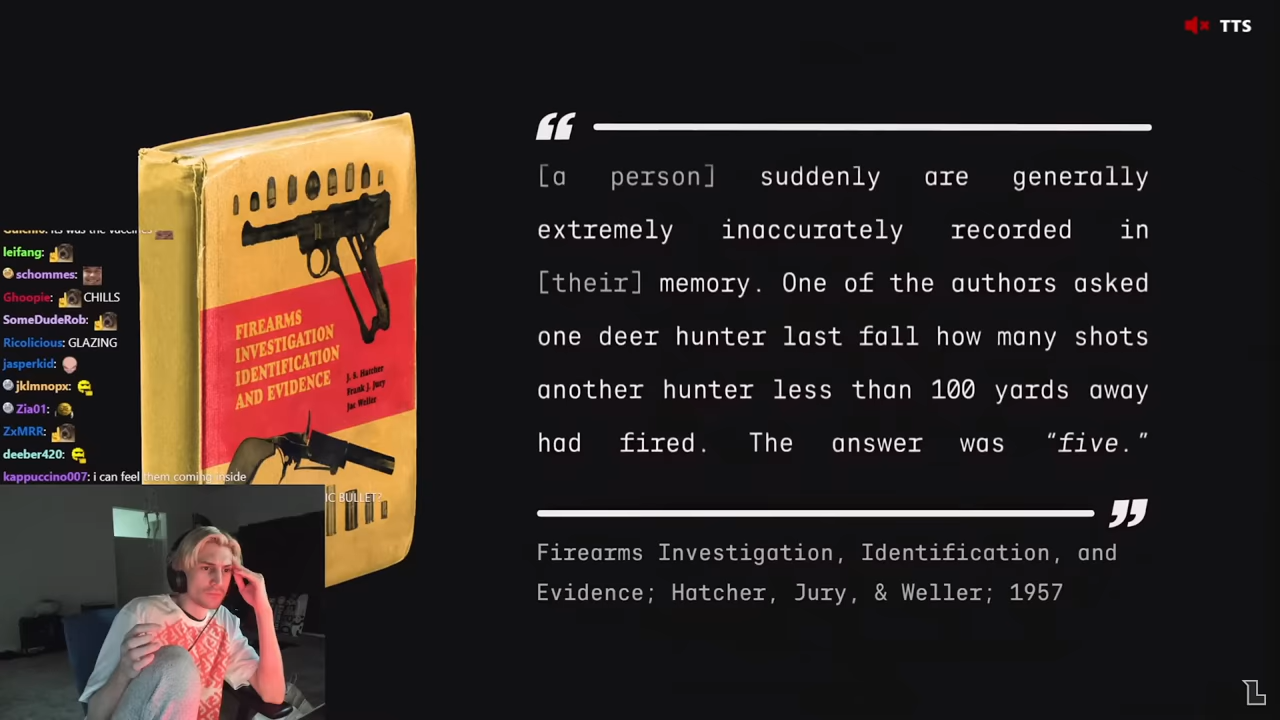 TTS
[a person] suddenly are generally
extremely inaccurately recorded in
[their] memory. One of the authors asked
one deer hunter last fall how many shots
another hunter less than 100 yards away
had fired. The answer was “five.”
Firearms Investigation, Identification, and
Evidence; Hatcher, Jury, & Weller; 1957
FIREARMS
INVESTIGATION
IDENTIFICATION
AND EVIDENCE
J. S. Hatcher
Frank J. Jury
Jac Weller
leifang:
schommes:
Ghoopie: CHILLS
SomeDudeRob:
Ricolicious: GLAZING
jasperkid:
jklmnopx:
Zia01:
ZxMRR:
deeber420:
kappuccino007: i can feel them coming inside
IC BULLET?